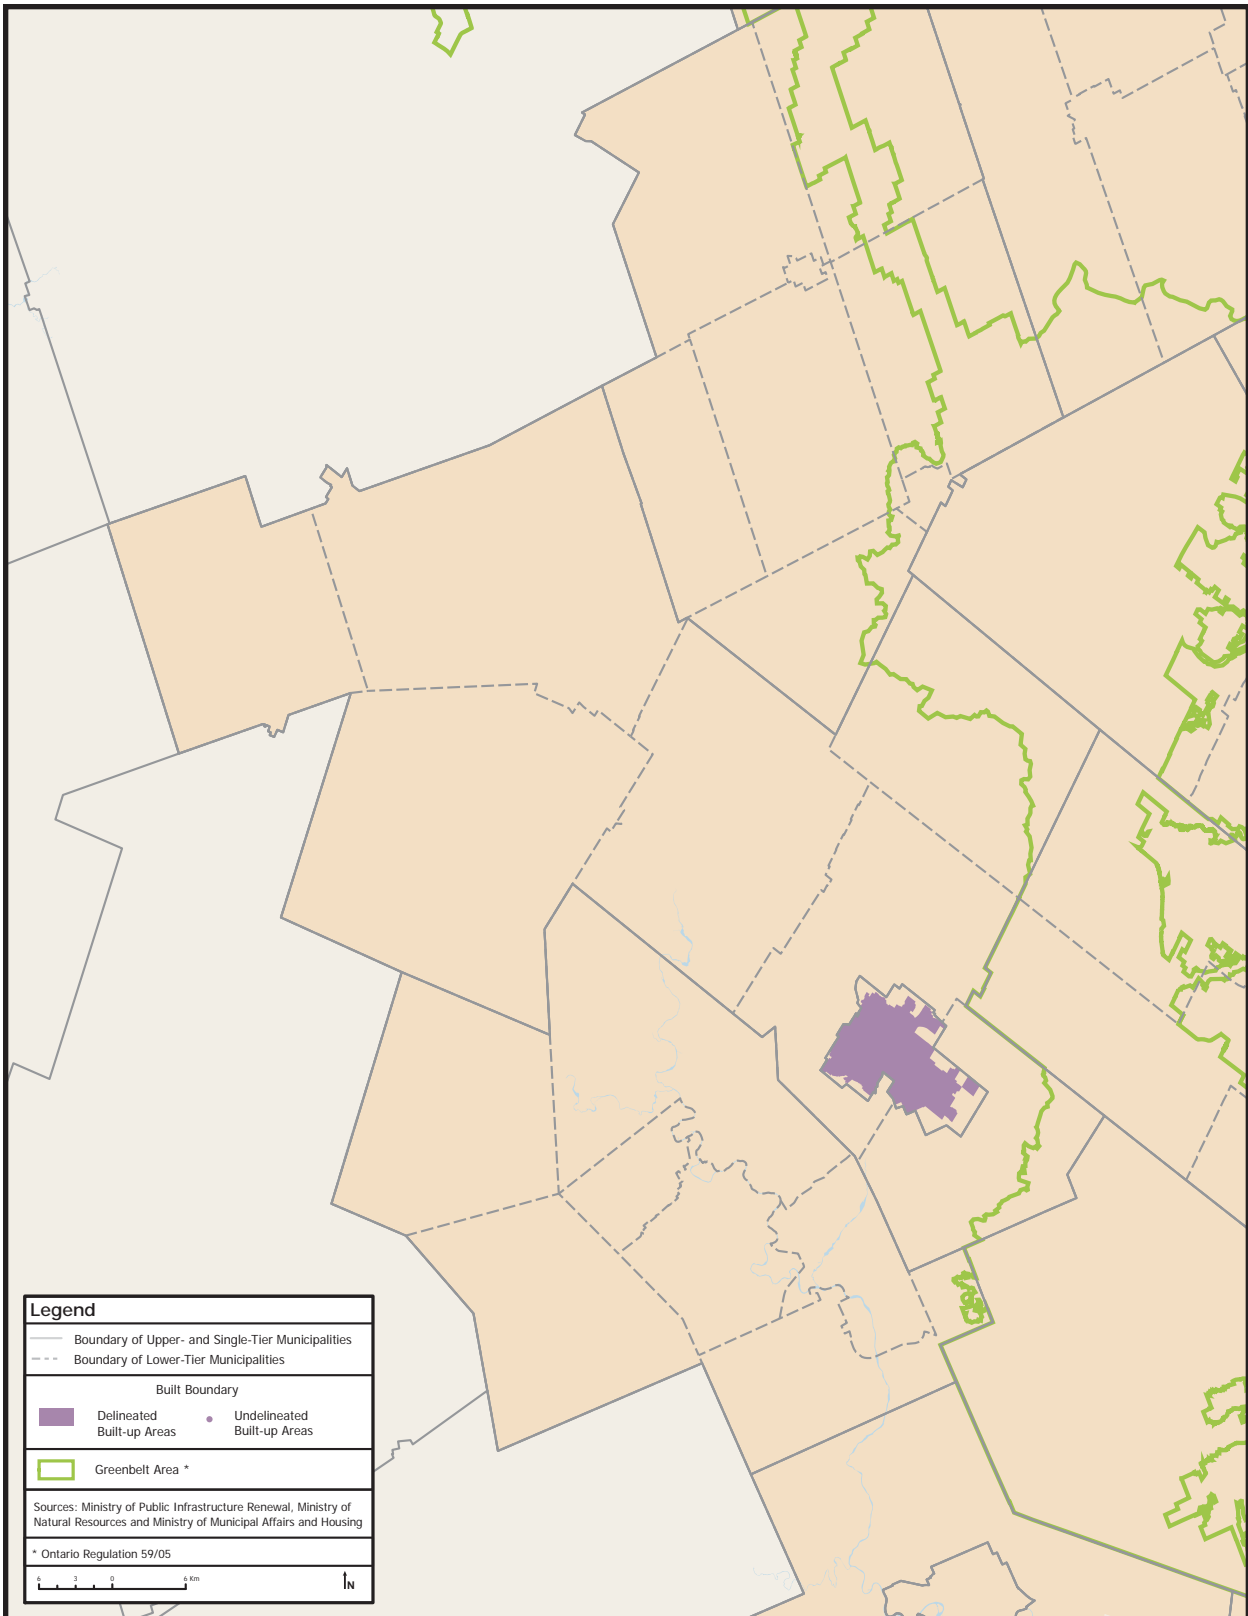 Legend
Boundary of Upper- and Single-Tier Municipalities
Boundary of Lower-Tier Municipalities
Built Boundary
Delineated
Built-up Areas
Undelineated
Built-up Areas
Greenbelt Area *
Sources: Ministry of Public Infrastructure Renewal, Ministry of
Natural Resources and Ministry of Municipal Affairs and Housing
* Ontario Regulation 59/05
6 3 0 6 Km
N